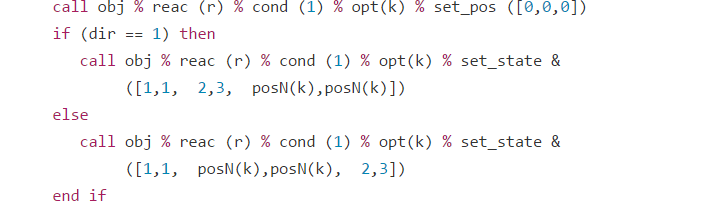 call obj % reac (r) % cond (1) % opt(k) % set_pos ([0,0,0])
if (dir == 1) then
call obj % reac (r) % cond (1) % opt(k) % set_state &
([1,1, 2,3, posN(k),posN(k)])
else
call obj % reac (r) % cond (1) % opt(k) % set_state &
([1,1, posN(k),posN(k), 2,3])
end if